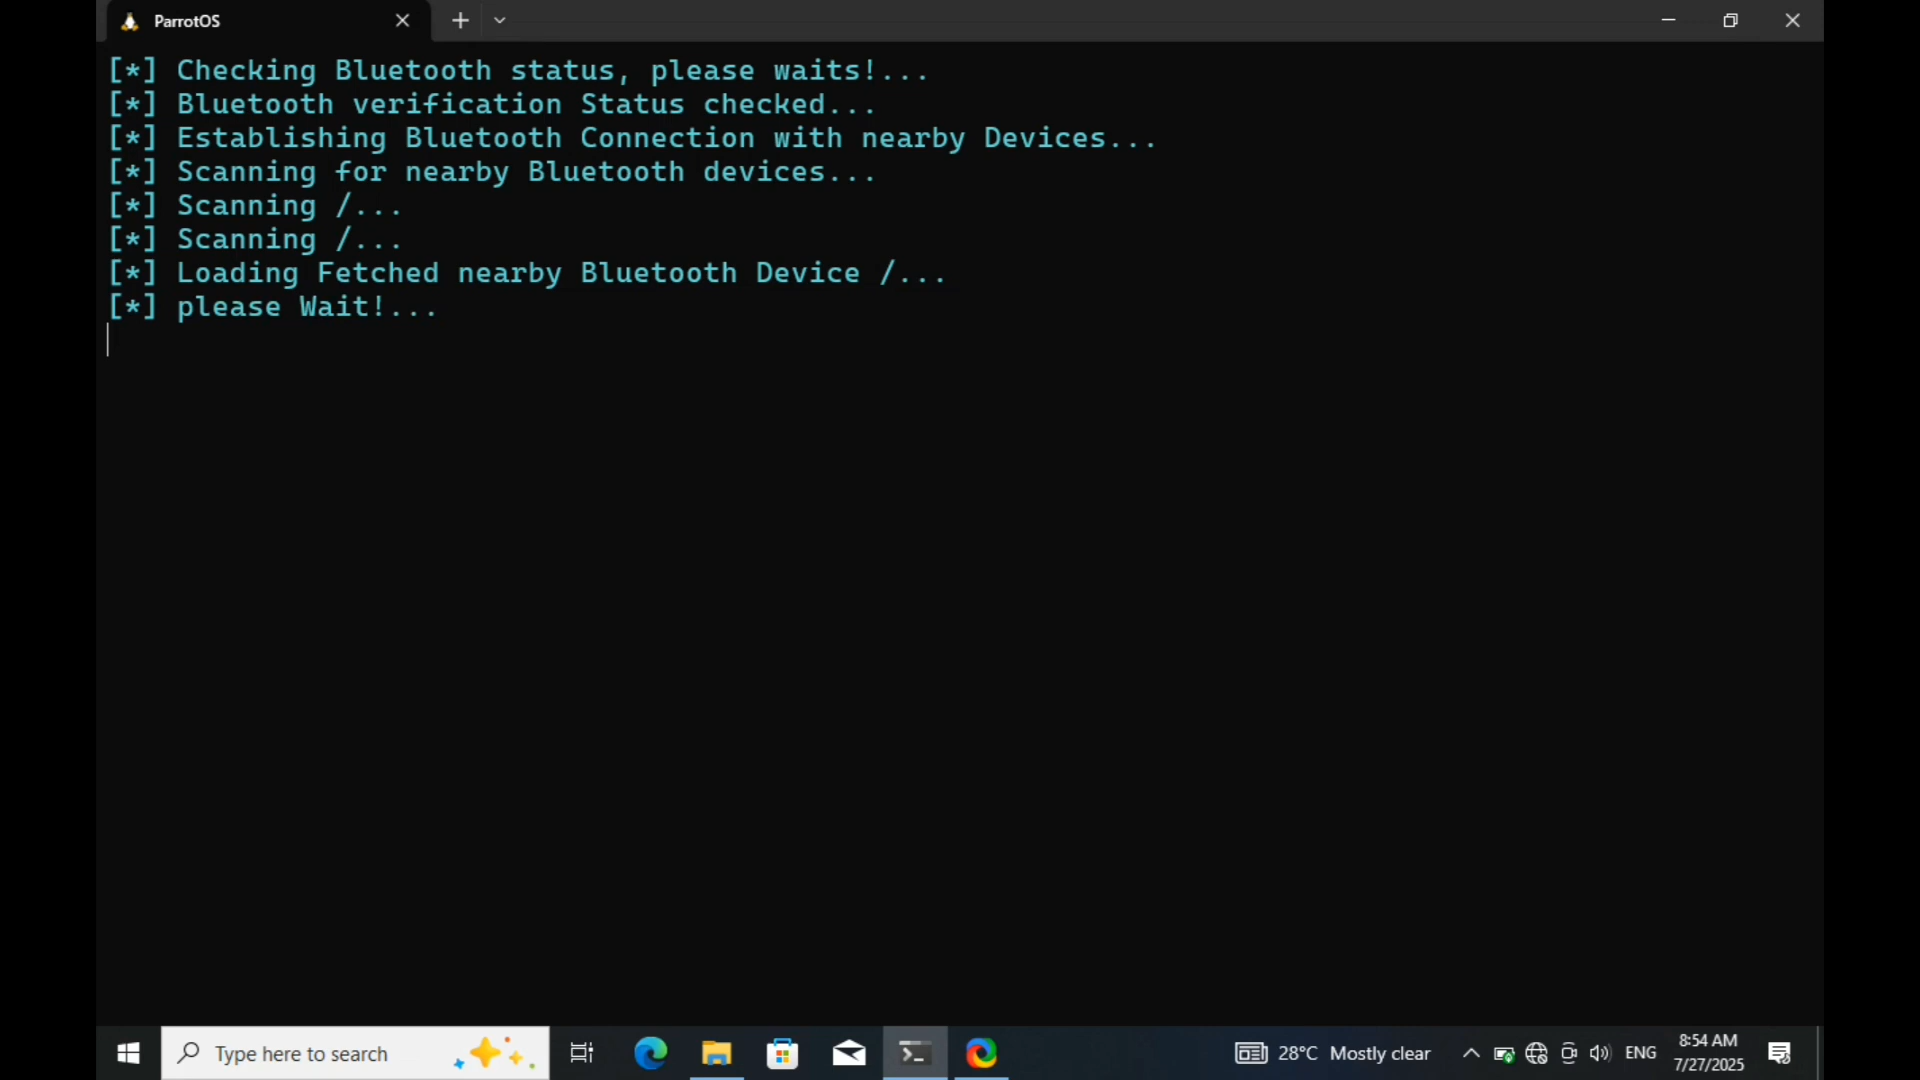 ParrotOS
[*] Checking Bluetooth status, please waits!...
[*] Bluetooth verification Status checked...
[*] Establishing Bluetooth Connection with nearby Devices...
[*] Scanning for nearby Bluetooth devices...
[*] Scanning /...
[*] Scanning /...
[*] Loading Fetched nearby Bluetooth Device /...
[*] please Wait!...
Type here to search
28°C Mostly clear
ENG
8:54 AM
7/27/2025